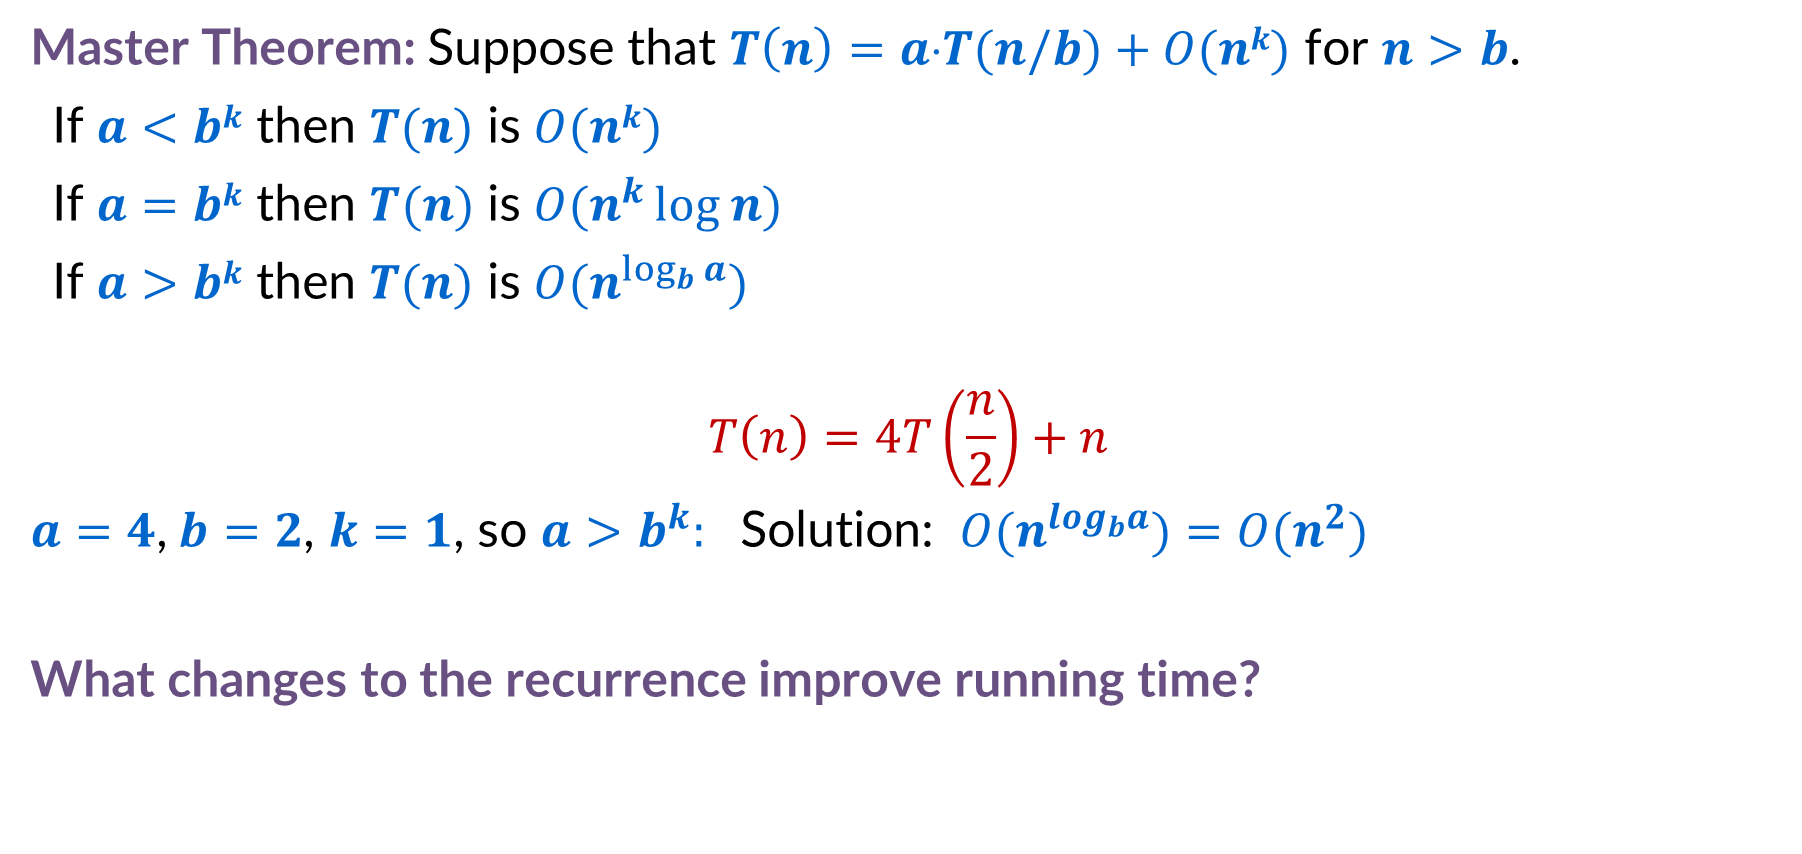 Master Theorem: Suppose that T(n) = a·T(n/b) + O(n^k) for n > b.
If a < b^k then T(n) is O(n^k)
If a = b^k then T(n) is O(n^k log n)
If a > b^k then T(n) is O(n^{log_b a})
T(n) = 4T(n/2) + n
a = 4, b = 2, k = 1, so a > b^k: Solution: O(n^{log_b a}) = O(n^2)
What changes to the recurrence improve running time?